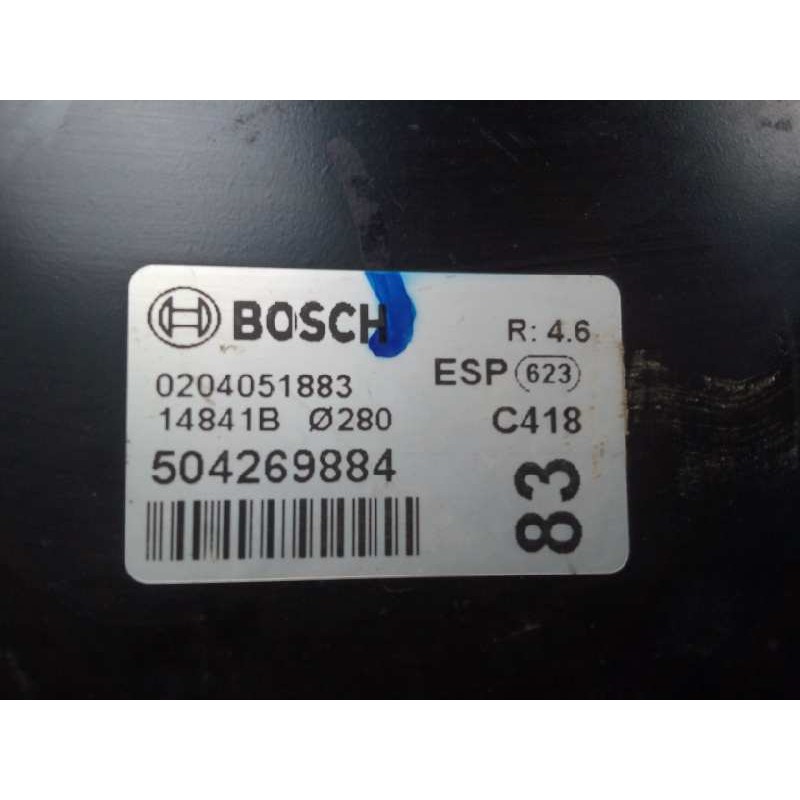 BOSCH
R: 4.6
0204051883
ESP 623
14841B Ø280
C418
504269884
83